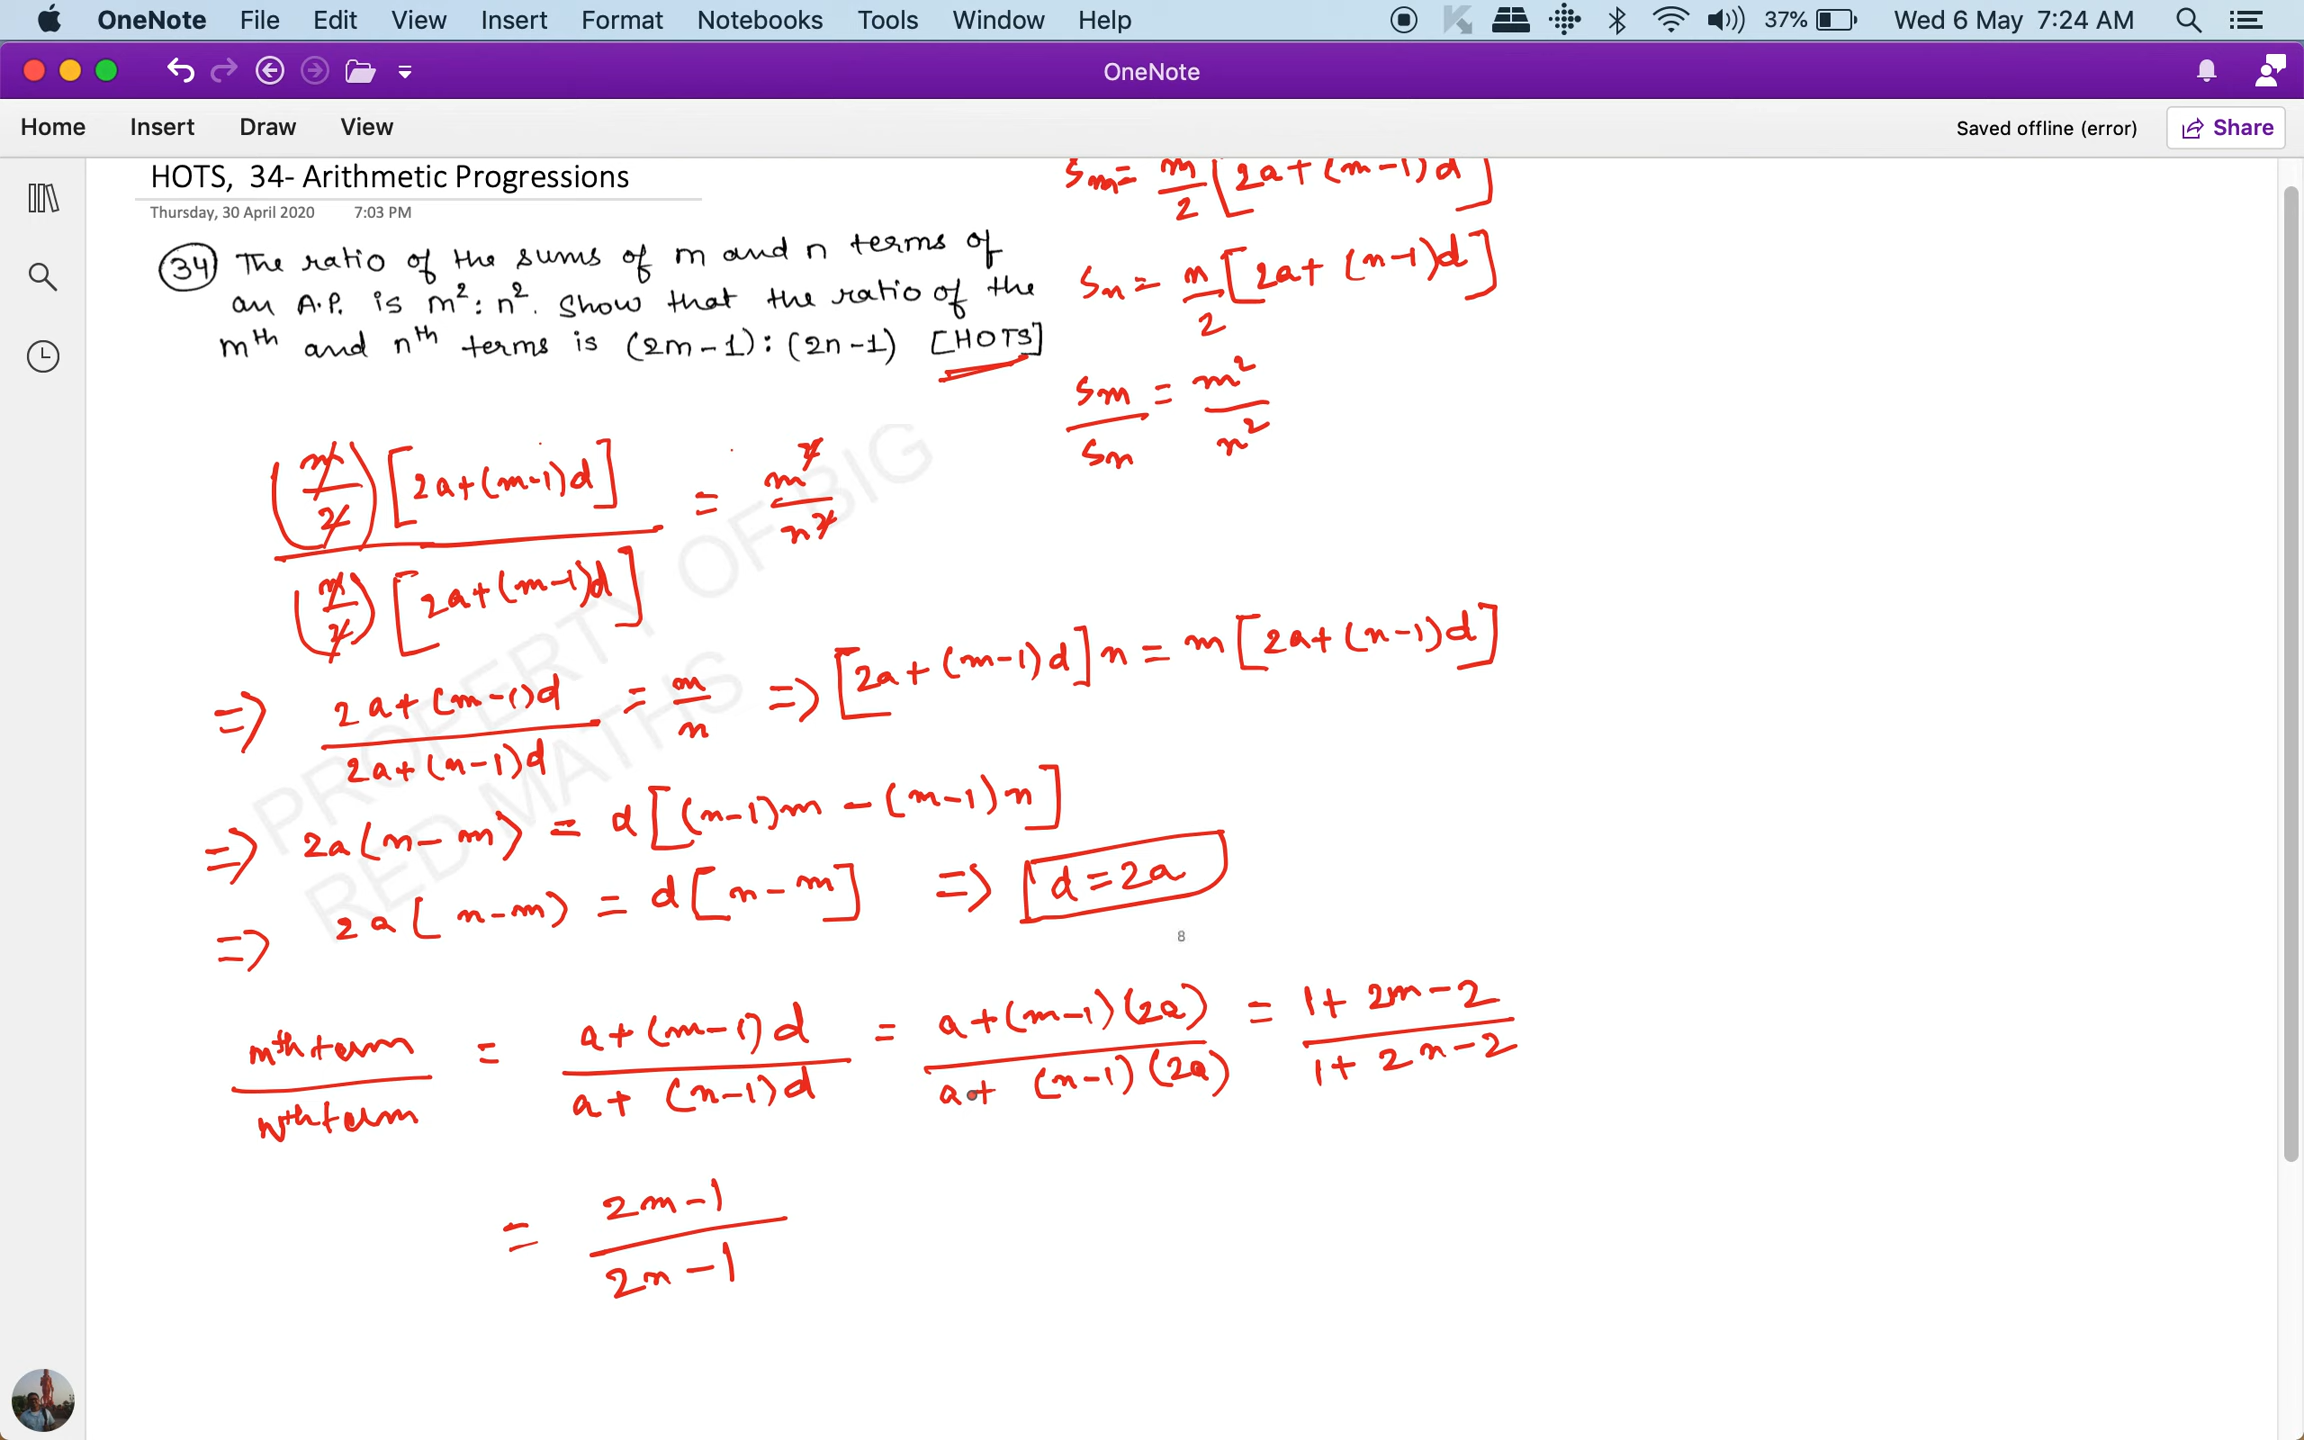 OneNote File Edit View Insert Format Notebooks Tools Window Help 37% Wed 6 May 7:24 AM
OneNote
Home Insert Draw View Saved offline (error) Share
HOTS, 34- Arithmetic Progressions
Thursday, 30 April 2020 7:03 PM
Sm = m/2 [2a + (m-1)d]
34 The ratio of the sums of m and n terms of
an A.P. is m²: n². Show that the ratio of the
mth and nth terms is (2m-1):(2n-1) [HOTS]
Sn = n/2 [2a + (n-1)d]
Sm/Sn = m²/n²
(m/2) [2a+(m-1)d] / (n/2) [2a+(n-1)d] = m²/n²
=> 2a+(m-1)d / 2a+(n-1)d = m/n => [2a+(m-1)d] n = m [2a+(n-1)d]
=> 2a(n-m) = d[(n-1)m - (m-1)n]
=> 2a(n-m) = d[n-m] => d=2a
8
mth term / nth term = a+(m-1)d / a+(n-1)d = a+(m-1)(2a) / a+(n-1)(2a) = 1+2m-2 / 1+2n-2
= 2m-1 / 2n-1
PROPERTY OF BIG
RED MATHS